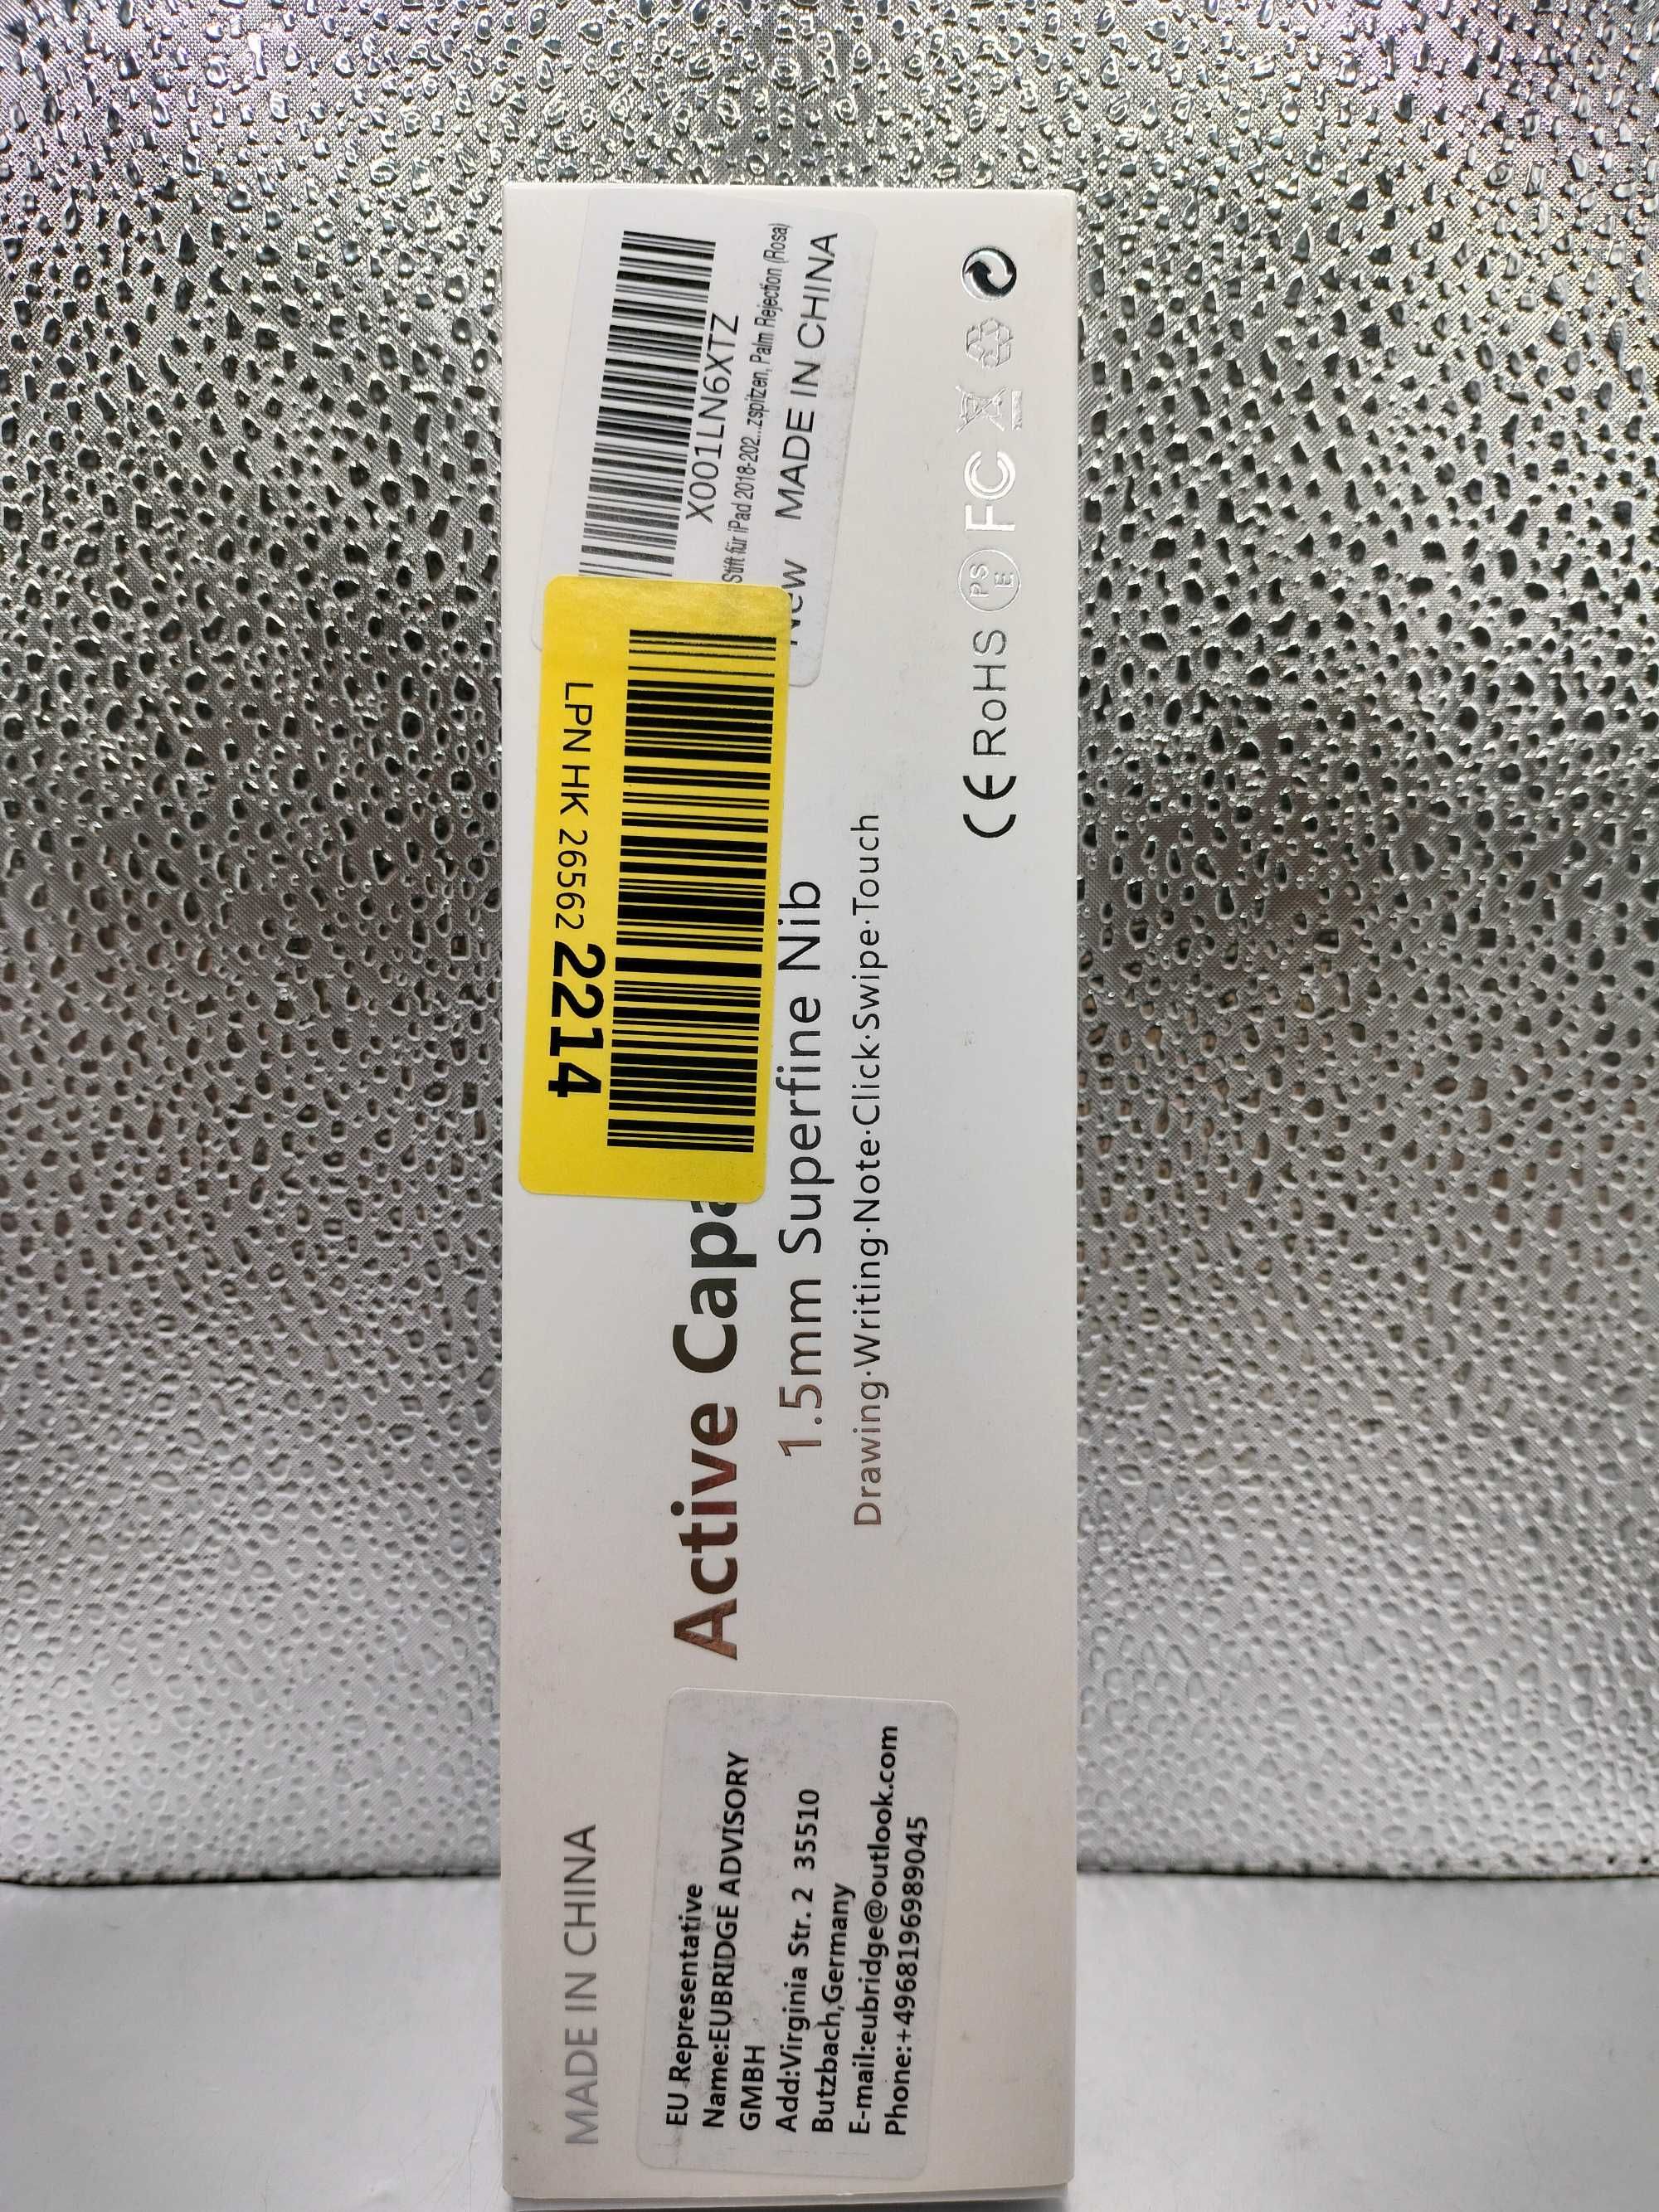 X001LN6XTZ
Stift für iPad 2018-202...zspitzen, Palm Rejection (Rosa)
New MADE IN CHINA
LPN HK 26562 2214
MADE IN CHINA
Active Capa
1.5mm Superfine Nib
Drawing·Writing·Note·Click·Swipe·Touch
CE RoHS PS E FC
EU Representative
Name:EUBRIDGE ADVISORY
GMBH
Add:Virginia Str. 2 35510
Butzbach,Germany
E-mail:eubridge@outlook.com
Phone:+4968196989045